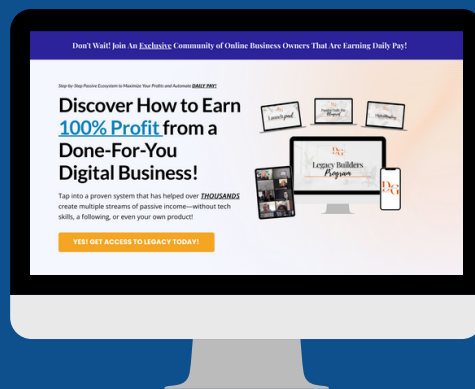 Don't Wait! Join An Exclusive Community of Online Business Owners That Are Earning Daily Pay!
Step-by-Step Passive Ecosystem to Maximize Your Profits and Automate DAILY PAY!
Discover How to Earn
100% Profit from a
Done-For-You
Digital Business!
Tap into a proven system that has helped over THOUSANDS
create multiple streams of passive income—without tech
skills, a following, or even your own product!
YES! GET ACCESS TO LEGACY TODAY!
DG
Legacy Builders
Program
DG